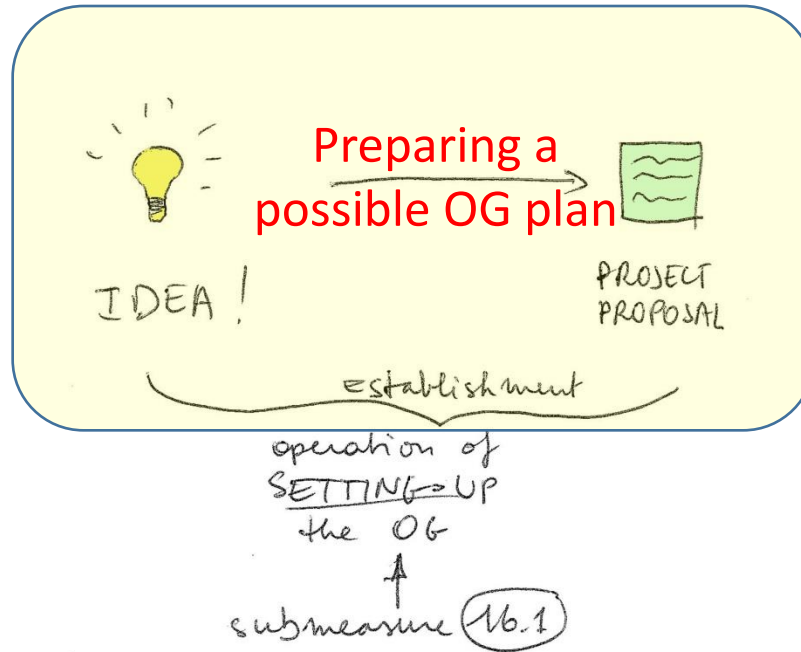 Preparing a
possible OG plan
IDEA!
PROJECT
PROPOSAL
Establishment
operation of
SETTING-UP
the OG
submeasure 16.1